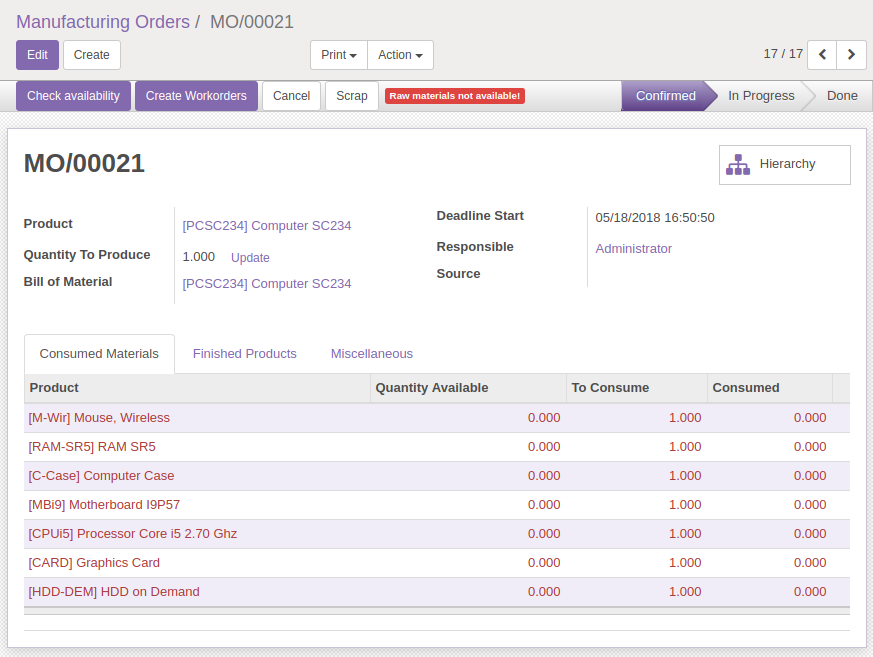 Manufacturing Orders / MO/00021
Edit Create Print Action 17 / 17
Check availability Create Workorders Cancel Scrap Raw materials not available! Confirmed In Progress Done
MO/00021
Hierarchy
Product [PCSC234] Computer SC234
Quantity To Produce 1.000 Update
Bill of Material [PCSC234] Computer SC234
Deadline Start 05/18/2018 16:50:50
Responsible Administrator
Source
Consumed Materials Finished Products Miscellaneous
Product Quantity Available To Consume Consumed
[M-Wir] Mouse, Wireless 0.000 1.000 0.000
[RAM-SR5] RAM SR5 0.000 1.000 0.000
[C-Case] Computer Case 0.000 1.000 0.000
[MBi9] Motherboard I9P57 0.000 1.000 0.000
[CPUi5] Processor Core i5 2.70 Ghz 0.000 1.000 0.000
[CARD] Graphics Card 0.000 1.000 0.000
[HDD-DEM] HDD on Demand 0.000 1.000 0.000